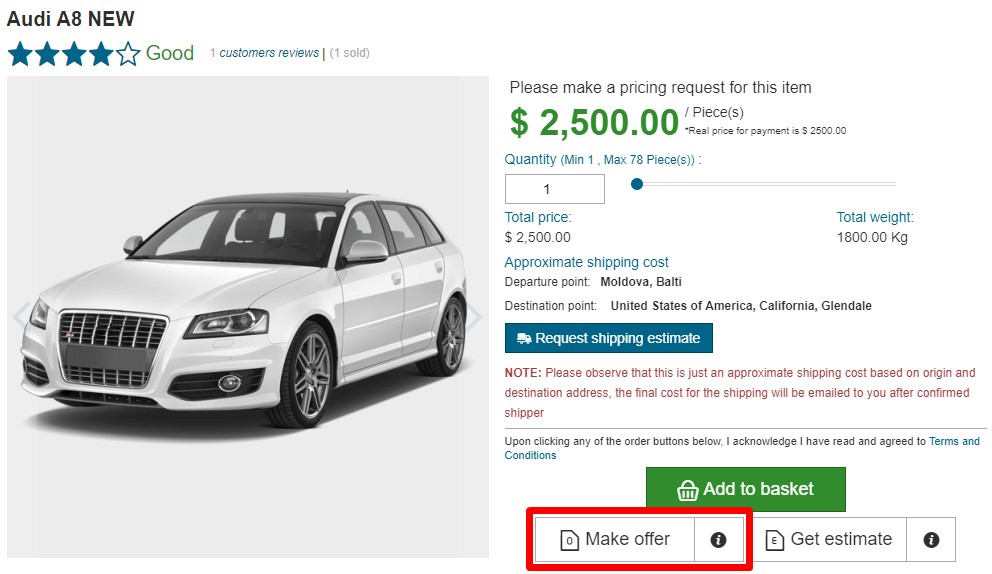 Audi A8 NEW
Good 1 customers reviews | (1 sold)
Please make a pricing request for this item
$ 2,500.00 / Piece(s)
*Real price for payment is $ 2500.00
Quantity (Min 1 , Max 78 Piece(s)) :
1
Total price: Total weight:
$ 2,500.00 1800.00 Kg
Approximate shipping cost
Departure point: Moldova, Balti
Destination point: United States of America, California, Glendale
Request shipping estimate
NOTE: Please observe that this is just an approximate shipping cost based on origin and
destination address, the final cost for the shipping will be emailed to you after confirmed
shipper
Upon clicking any of the order buttons below, I acknowledge I have read and agreed to Terms and
Conditions
Add to basket
O Make offer i E Get estimate i